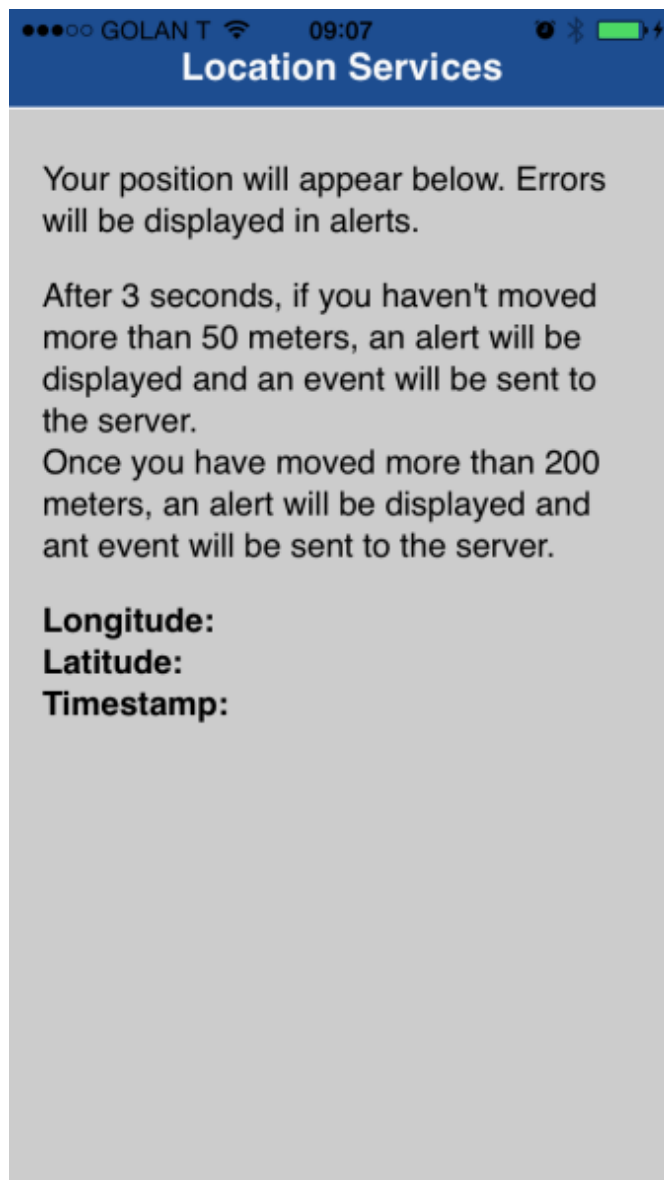 GOLAN T 09:07
Location Services
Your position will appear below. Errors
will be displayed in alerts.
After 3 seconds, if you haven't moved
more than 50 meters, an alert will be
displayed and an event will be sent to
the server.
Once you have moved more than 200
meters, an alert will be displayed and
ant event will be sent to the server.
Longitude:
Latitude:
Timestamp: